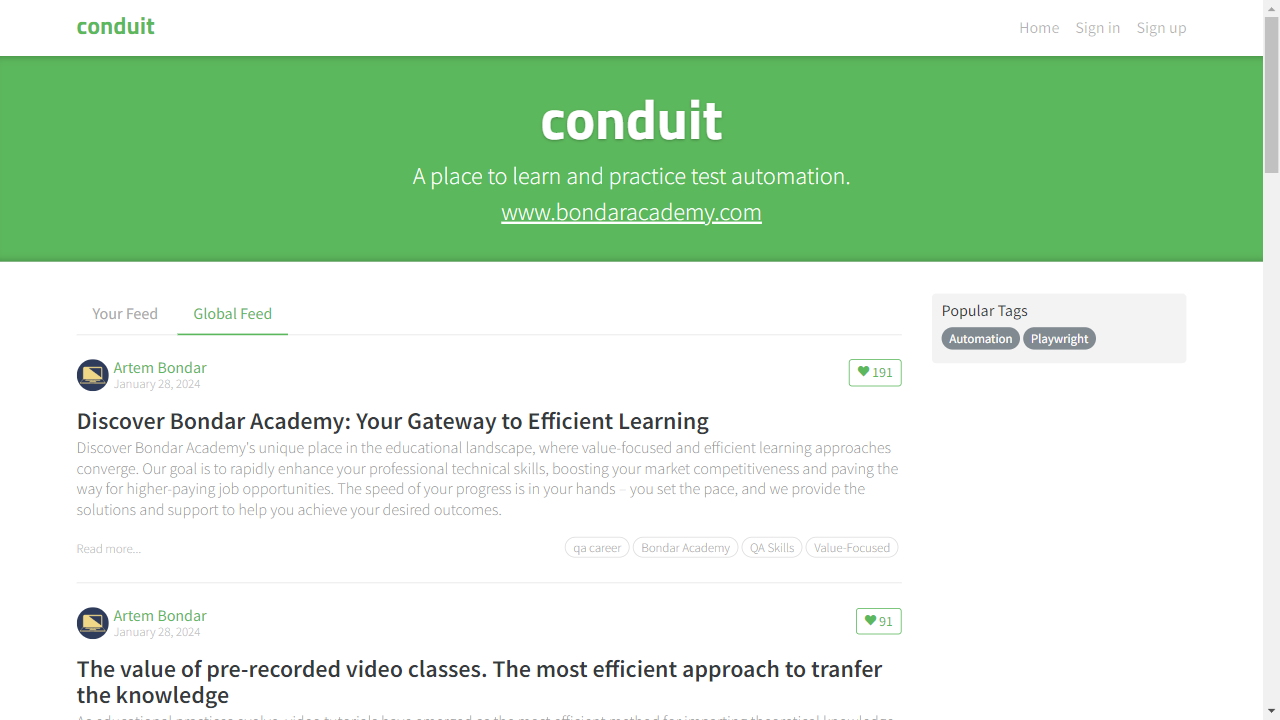 conduit
Home Sign in Sign up
conduit
A place to learn and practice test automation.
www.bondaracademy.com
Your Feed Global Feed
Popular Tags
Automation Playwright
Artem Bondar
January 28, 2024
191
Discover Bondar Academy: Your Gateway to Efficient Learning
Discover Bondar Academy's unique place in the educational landscape, where value-focused and efficient learning approaches
converge. Our goal is to rapidly enhance your professional technical skills, boosting your market competitiveness and paving the
way for higher-paying job opportunities. The speed of your progress is in your hands – you set the pace, and we provide the
solutions and support to help you achieve your desired outcomes.
Read more...
qa career Bondar Academy QA Skills Value-Focused
Artem Bondar
January 28, 2024
91
The value of pre-recorded video classes. The most efficient approach to tranfer
the knowledge